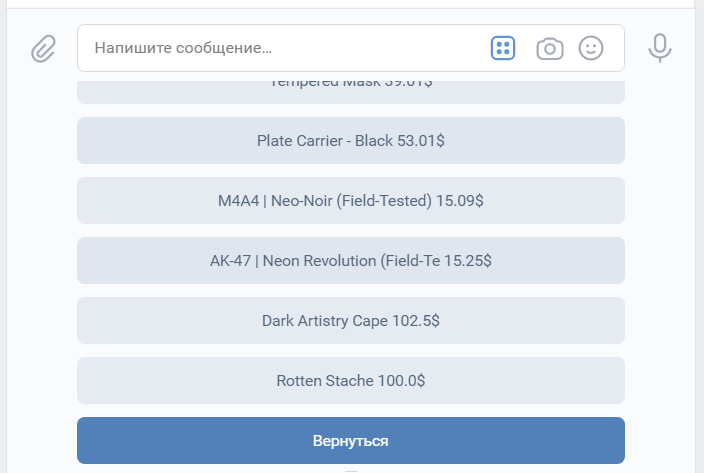 Напишите сообщение...
Tempered Mask 39.01$
Plate Carrier - Black 53.01$
M4A4 | Neo-Noir (Field-Tested) 15.09$
AK-47 | Neon Revolution (Field-Te 15.25$
Dark Artistry Cape 102.5$
Rotten Stache 100.0$
Вернуться